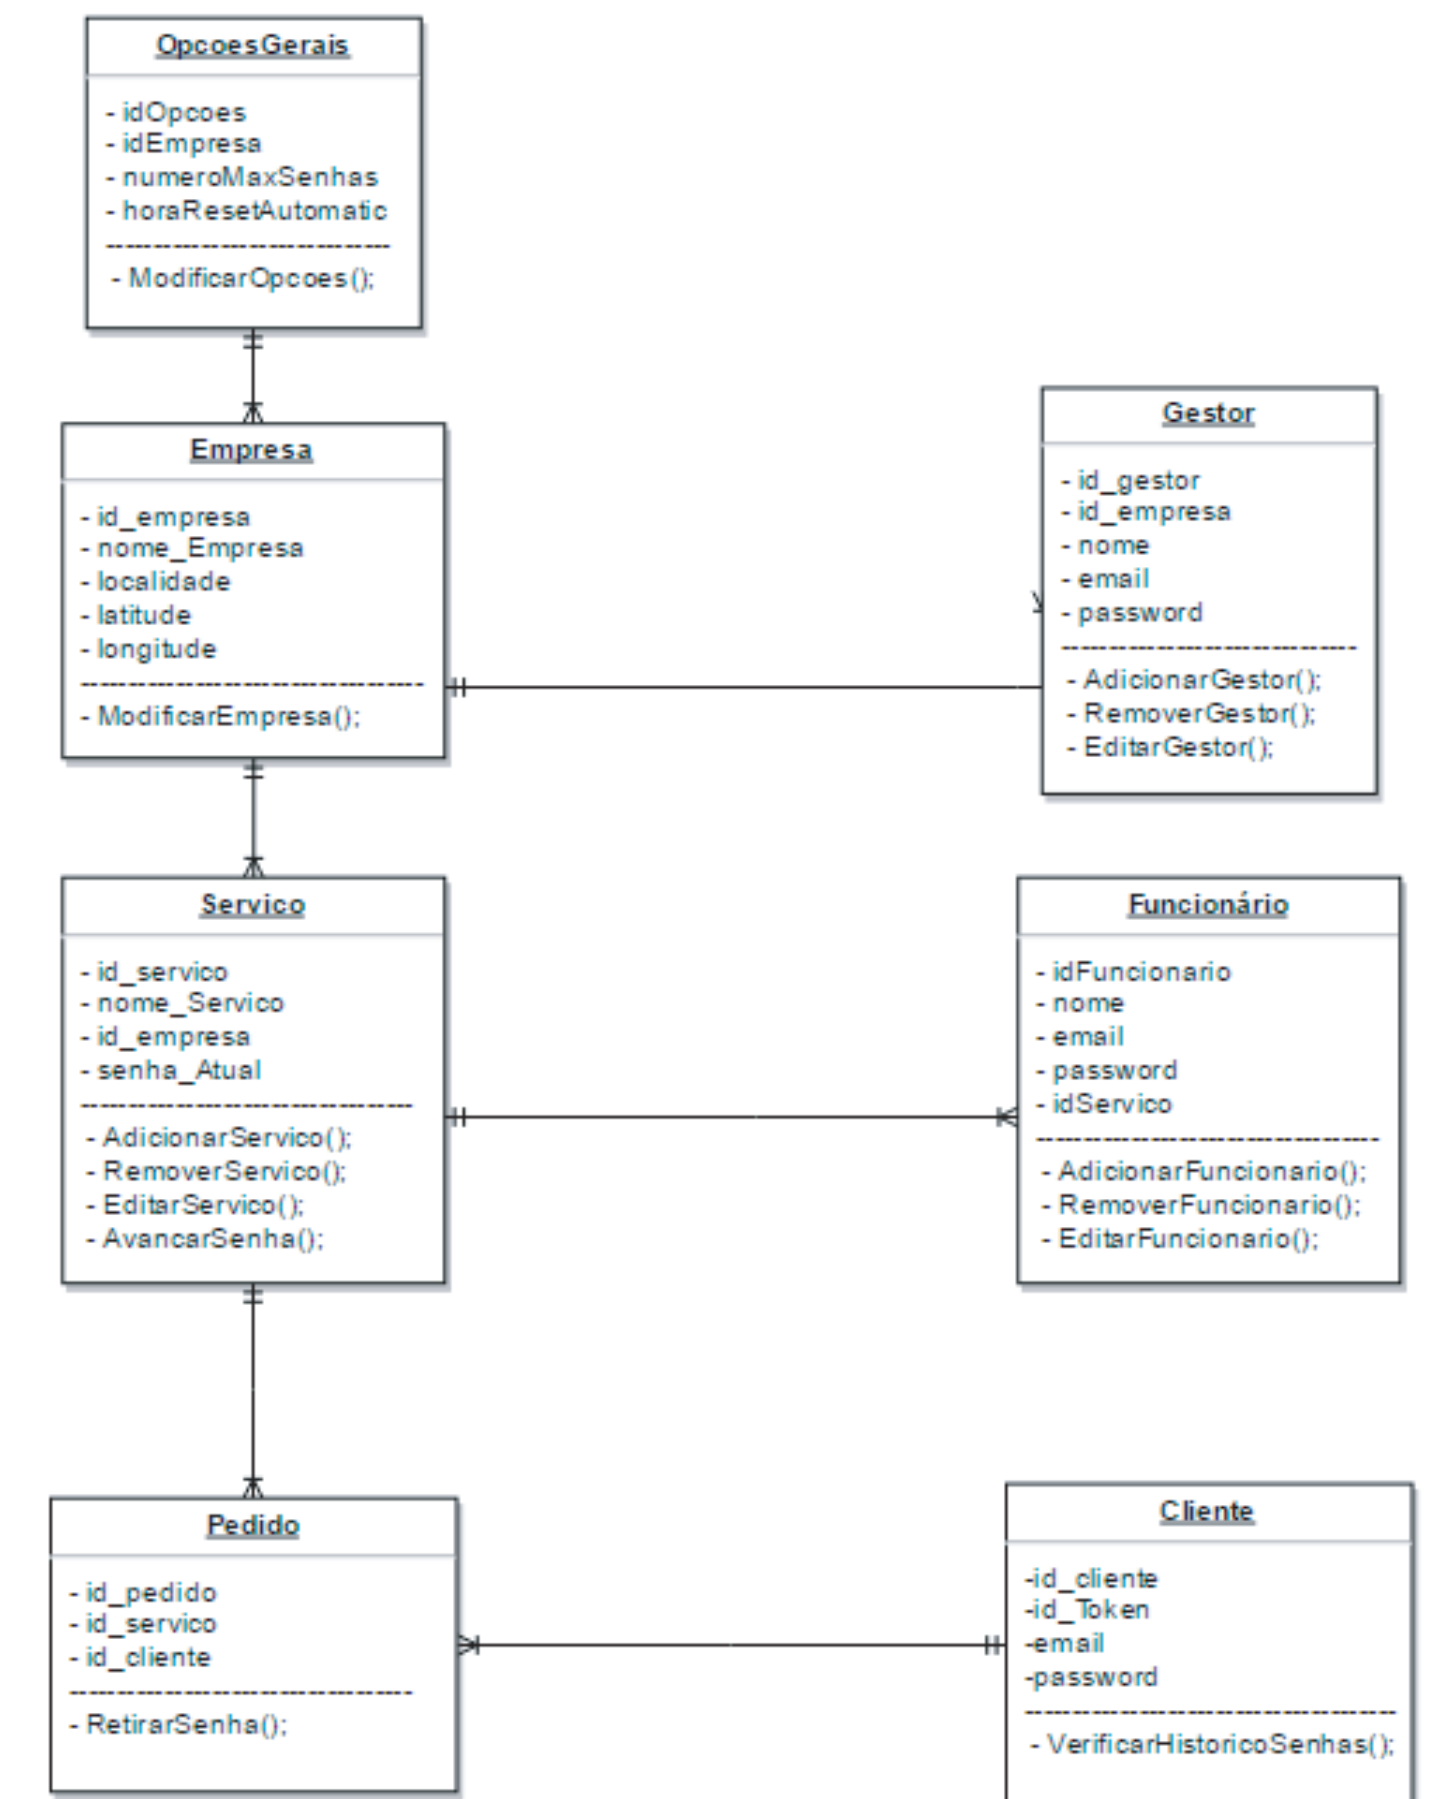 OpcoesGerais
- idOpcoes
- idEmpresa
- numeroMaxSenhas
- horaResetAutomatic
- ModificarOpcoes();
Empresa
- id_empresa
- nome_Empresa
- localidade
- latitude
- longitude
- ModificarEmpresa();
Gestor
- id_gestor
- id_empresa
- nome
- email
- password
- AdicionarGestor();
- RemoverGestor();
- EditarGestor();
Servico
- id_servico
- nome_Servico
- id_empresa
- senha_Atual
- AdicionarServico();
- RemoverServico();
- EditarServico();
- AvancarSenha();
Funcionário
- idFuncionario
- nome
- email
- password
- idServico
- AdicionarFuncionario();
- RemoverFuncionario();
- EditarFuncionario();
Pedido
- id_pedido
- id_servico
- id_cliente
- RetirarSenha();
Cliente
-id_cliente
-id_Token
-email
-password
- VerificarHistoricoSenhas();